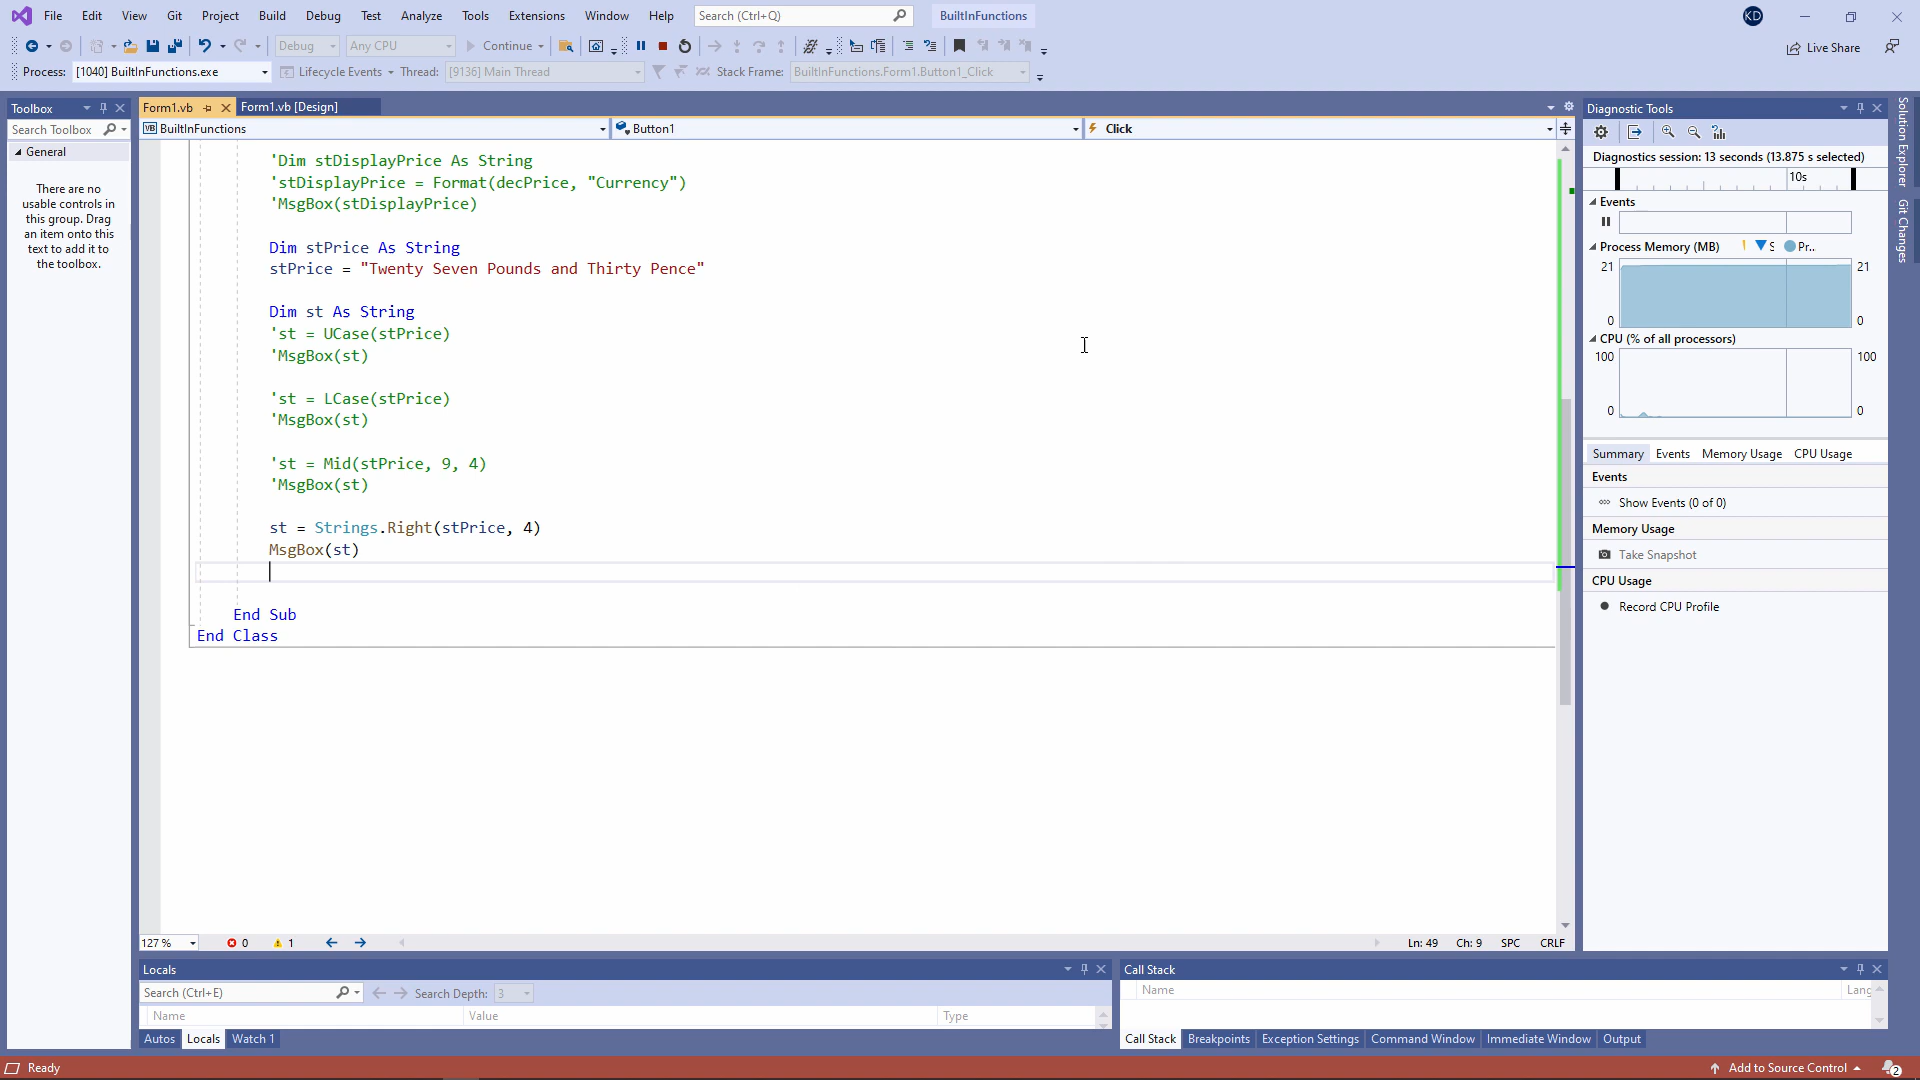 File Edit View Git Project Build Debug Test Analyze Tools Extensions Window Help Search (Ctrl+Q) BuiltInFunctions KD
Debug Any CPU Continue Live Share
Process: [1040] BuiltInFunctions.exe Lifecycle Events Thread: [9136] Main Thread Stack Frame: BuiltInFunctions.Form1.Button1_Click
Toolbox
Search Toolbox
General
There are no
usable controls in
this group. Drag
an item onto this
text to add it to
the toolbox.
Form1.vb Form1.vb [Design]
VB BuiltInFunctions Button1 Click
'Dim stDisplayPrice As String
'stDisplayPrice = Format(decPrice, "Currency")
'MsgBox(stDisplayPrice)
Dim stPrice As String
stPrice = "Twenty Seven Pounds and Thirty Pence"
Dim st As String
'st = UCase(stPrice)
'MsgBox(st)
'st = LCase(stPrice)
'MsgBox(st)
'st = Mid(stPrice, 9, 4)
'MsgBox(st)
st = Strings.Right(stPrice, 4)
MsgBox(st)
End Sub
End Class
127 % 0 1 Ln: 49 Ch: 9 SPC CRLF
Diagnostic Tools
Diagnostics session: 13 seconds (13.875 s selected)
10s
Events
Process Memory (MB) S Pr...
21 21
0 0
CPU (% of all processors)
100 100
0 0
Summary Events Memory Usage CPU Usage
Events
Show Events (0 of 0)
Memory Usage
Take Snapshot
CPU Usage
Record CPU Profile
Solution Explorer
Git Changes
Locals
Search (Ctrl+E) Search Depth: 3
Name Value Type
Autos Locals Watch 1
Call Stack
Name Lang
Call Stack Breakpoints Exception Settings Command Window Immediate Window Output
Ready Add to Source Control 2